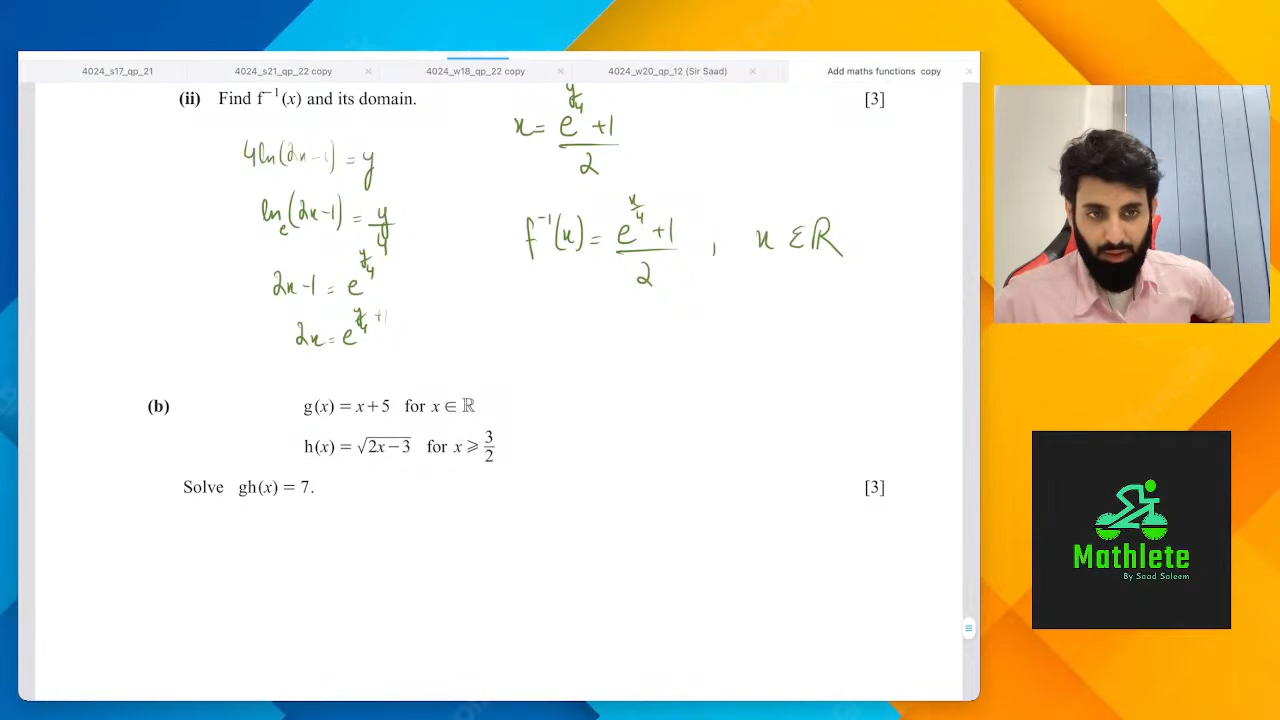 4024_s17_qp_21 4024_s21_qp_22 copy × 4024_w18_qp_22 copy × 4024_w20_qp_12 (Sir Saad) × Add maths functions copy ×
(ii) Find f⁻¹(x) and its domain. [3]
4ln(2x-1) = y
lnₑ(2x-1) = y/4
2x-1 = e^(y/4)
2x = e^(y/4) +1
x = (e^(y/4) +1)/2
f⁻¹(x) = (e^(x/4) +1)/2 , x ∈ ℝ
(b) g(x) = x+5 for x ∈ ℝ
h(x) = √(2x−3) for x ⩾ 3/2
Solve gh(x) = 7. [3]
Mathlete
By Saad Saleem